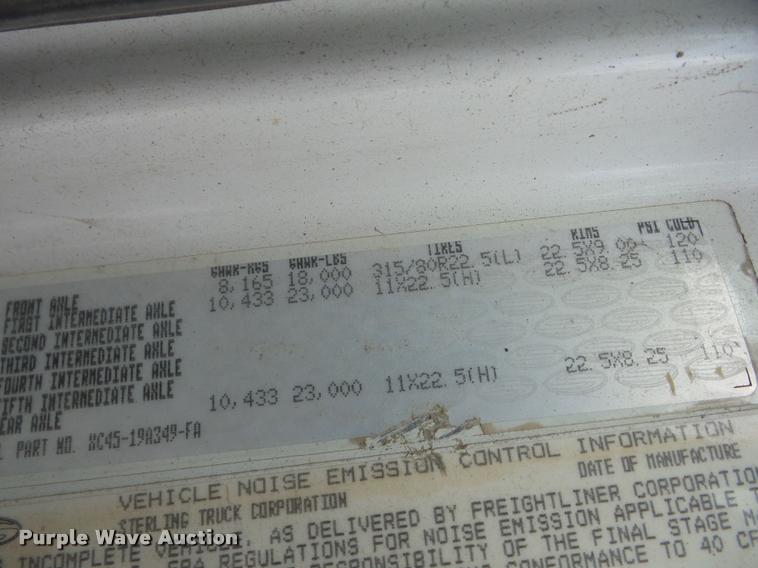 GAWR-KGS GAWR-LBS TIRES RIMS PSI COLD
FRONT AXLE 8,165 18,000 315/80R22.5(L) 22.5X9.00 120
FIRST INTERMEDIATE AXLE 10,433 23,000 11X22.5(H) 22.5X8.25 110
SECOND INTERMEDIATE AXLE
THIRD INTERMEDIATE AXLE
FOURTH INTERMEDIATE AXLE
FIFTH INTERMEDIATE AXLE
REAR AXLE 10,433 23,000 11X22.5(H) 22.5X8.25 110
PART NO. XC45-19A349-FA
VEHICLE NOISE EMISSION CONTROL INFORMATION
STERLING TRUCK CORPORATION DATE OF MANUFACTURE
INCOMPLETE VEHICLE, AS DELIVERED BY FREIGHTLINER CORPORATION
EPA REGULATIONS FOR NOISE EMISSION APPLICABLE
RESPONSIBILITY OF THE FINAL STAGE
CONFORMANCE TO 40
Purple Wave Auction